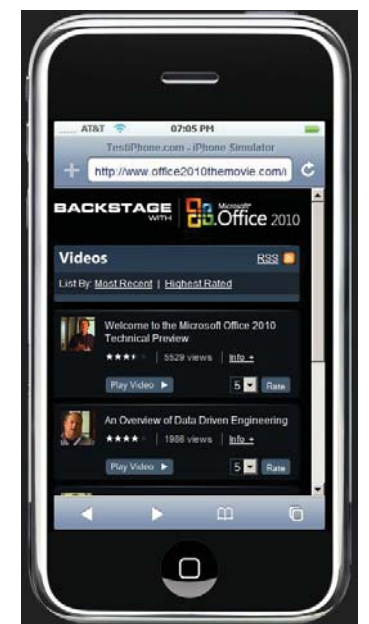 AT&T 07:05 PM
TestiPhone.com - iPhone Simulator
http://www.office2010themovie.com/
BACKSTAGE
WITH
Microsoft
Office 2010
Videos RSS
List By: Most Recent | Highest Rated
Welcome to the Microsoft Office 2010
Technical Preview
5529 views | Info +
Play Video 5 Rate
An Overview of Data Driven Engineering
1986 views | Info +
Play Video 5 Rate